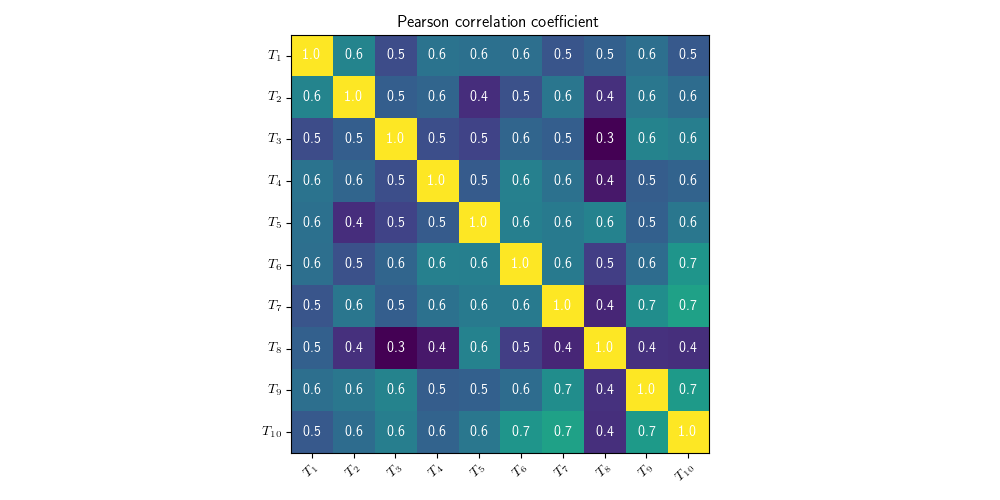 Pearson correlation coefficient
T₁ 1.0 0.6 0.5 0.6 0.6 0.6 0.5 0.5 0.6 0.5
T₂ 0.6 1.0 0.5 0.6 0.4 0.5 0.6 0.4 0.6 0.6
T₃ 0.5 0.5 1.0 0.5 0.5 0.6 0.5 0.3 0.6 0.6
T₄ 0.6 0.6 0.5 1.0 0.5 0.6 0.6 0.4 0.5 0.6
T₅ 0.6 0.4 0.5 0.5 1.0 0.6 0.6 0.6 0.5 0.6
T₆ 0.6 0.5 0.6 0.6 0.6 1.0 0.6 0.5 0.6 0.7
T₇ 0.5 0.6 0.5 0.6 0.6 0.6 1.0 0.4 0.7 0.7
T₈ 0.5 0.4 0.3 0.4 0.6 0.5 0.4 1.0 0.4 0.4
T₉ 0.6 0.6 0.6 0.5 0.5 0.6 0.7 0.4 1.0 0.7
T₁₀ 0.5 0.6 0.6 0.6 0.6 0.7 0.7 0.4 0.7 1.0
T₁ T₂ T₃ T₄ T₅ T₆ T₇ T₈ T₉ T₁₀